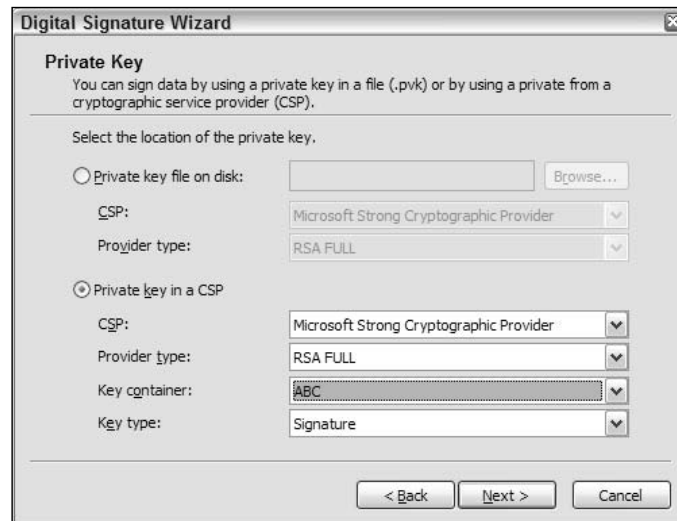 Digital Signature Wizard
Private Key
You can sign data by using a private key in a file (.pvk) or by using a private from a
cryptographic service provider (CSP).
Select the location of the private key.
Private key file on disk:
Browse...
CSP:
Microsoft Strong Cryptographic Provider
Provider type:
RSA FULL
Private key in a CSP
CSP:
Microsoft Strong Cryptographic Provider
Provider type:
RSA FULL
Key container:
ABC
Key type:
Signature
< Back
Next >
Cancel